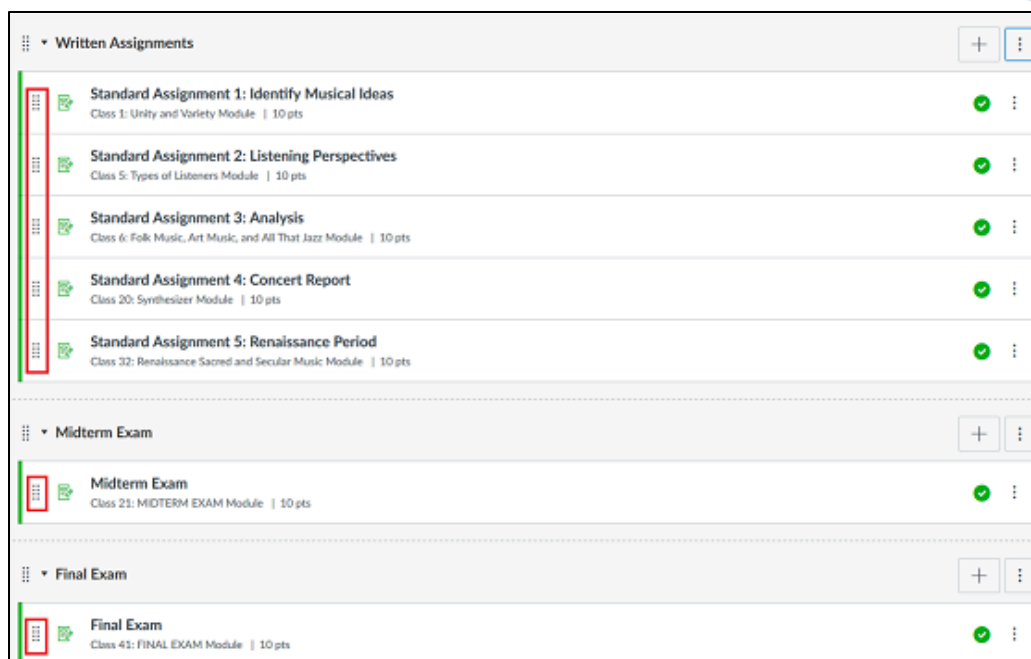 Written Assignments
Standard Assignment 1: Identify Musical Ideas
Class 1: Unity and Variety Module | 10 pts
Standard Assignment 2: Listening Perspectives
Class 5: Types of Listeners Module | 10 pts
Standard Assignment 3: Analysis
Class 6: Folk Music, Art Music, and All That Jazz Module | 10 pts
Standard Assignment 4: Concert Report
Class 20: Synthesizer Module | 10 pts
Standard Assignment 5: Renaissance Period
Class 32: Renaissance Sacred and Secular Music Module | 10 pts
Midterm Exam
Midterm Exam
Class 21: MIDTERM EXAM Module | 10 pts
Final Exam
Final Exam
Class 41: FINAL EXAM Module | 10 pts